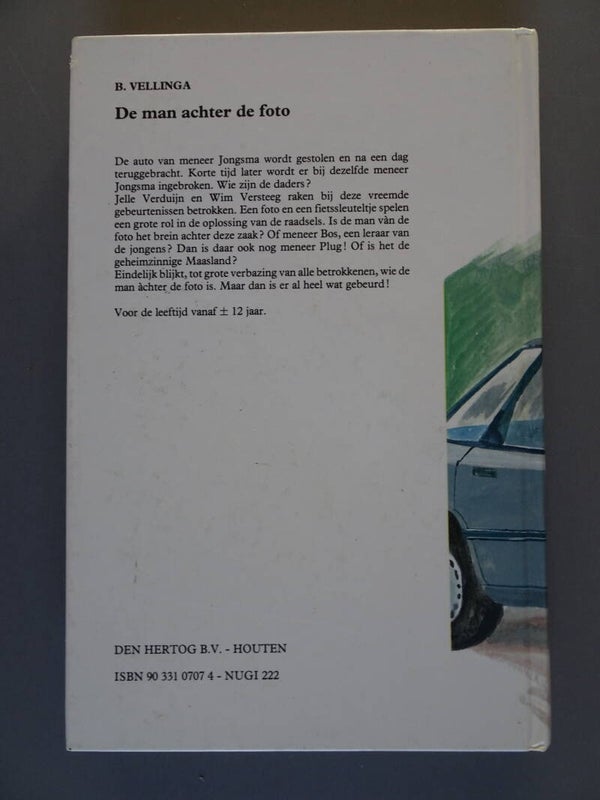 B. VELLINGA
De man achter de foto
De auto van meneer Jongsma wordt gestolen en na een dag
teruggebracht. Korte tijd later wordt er bij dezelfde meneer
Jongsma ingebroken. Wie zijn de daders?
Jelle Verduijn en Wim Versteeg raken bij deze vreemde
gebeurtenissen betrokken. Een foto en een fietssleuteltje spelen
een grote rol in de oplossing van de raadsels. Is de man vàn de
foto het brein achter deze zaak? Of meneer Bos, een leraar van
de jongens? Dan is daar ook nog meneer Plug! Of is het de
geheimzinnige Maasland?
Eindelijk blijkt, tot grote verbazing van alle betrokkenen, wie de
man àchter de foto is. Maar dan is er al heel wat gebeurd!
Voor de leeftijd vanaf ± 12 jaar.
DEN HERTOG B.V. - HOUTEN
ISBN 90 331 0707 4 - NUGI 222